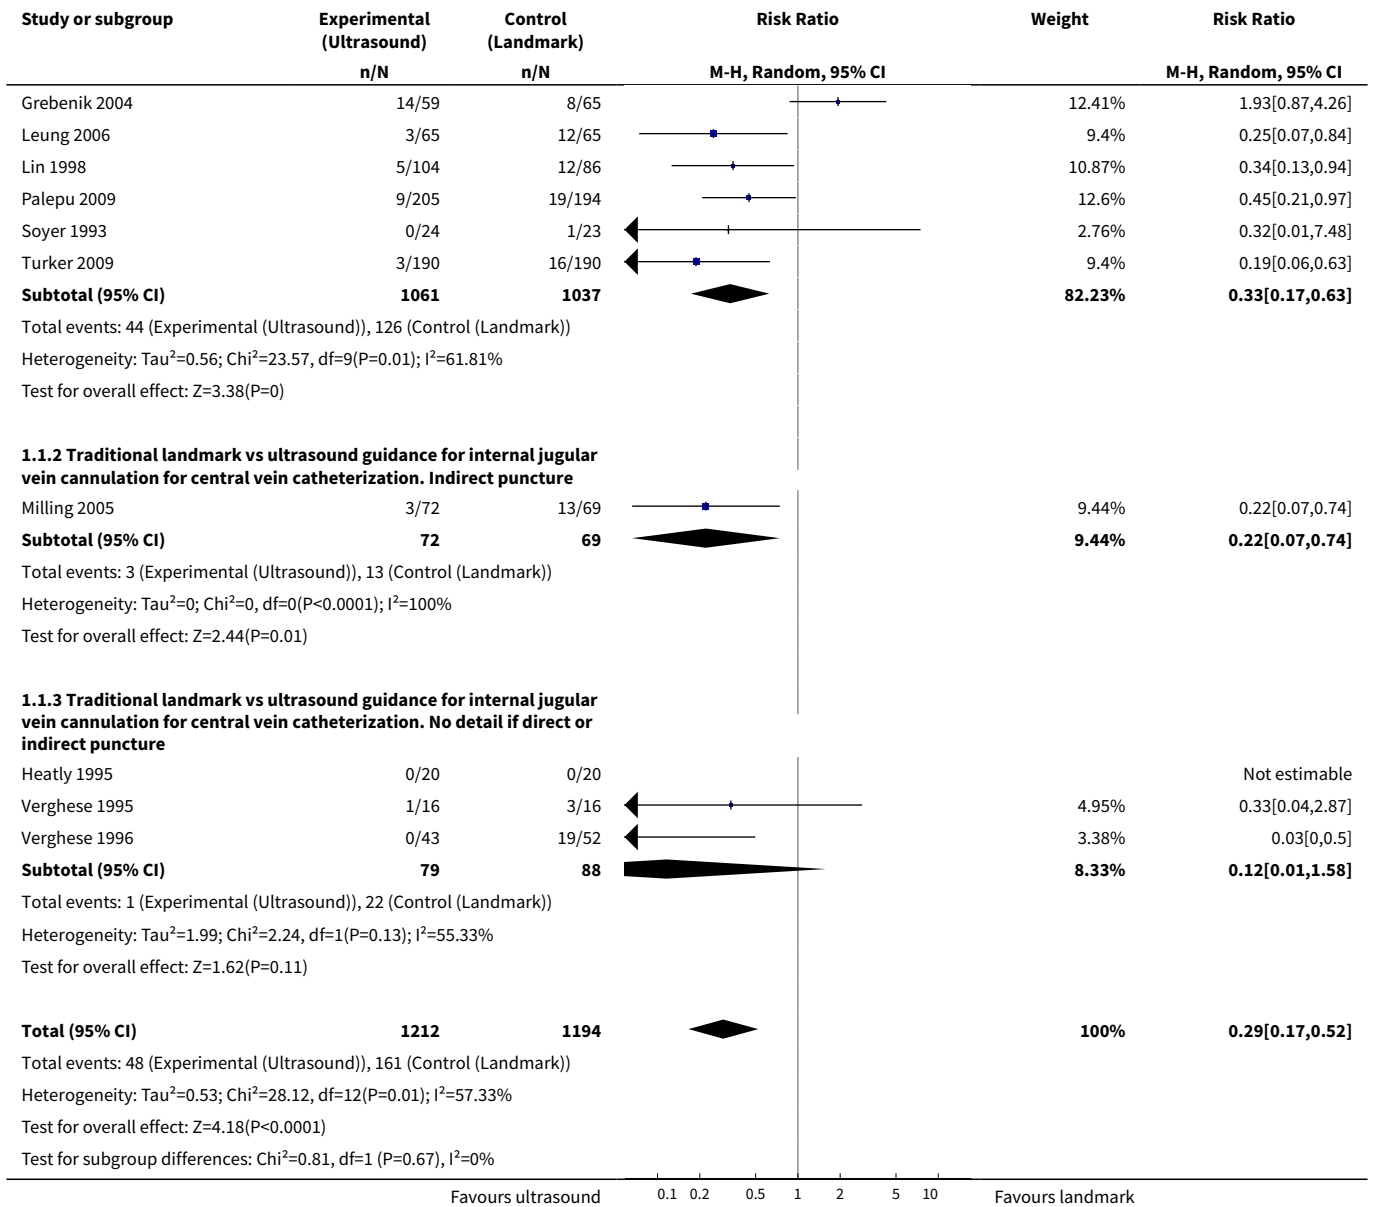 Study or subgroup Experimental (Ultrasound) Control (Landmark) Risk Ratio Weight Risk Ratio
n/N n/N M-H, Random, 95% CI M-H, Random, 95% CI
Grebenik 2004 14/59 8/65 12.41% 1.93[0.87,4.26]
Leung 2006 3/65 12/65 9.4% 0.25[0.07,0.84]
Lin 1998 5/104 12/86 10.87% 0.34[0.13,0.94]
Palepu 2009 9/205 19/194 12.6% 0.45[0.21,0.97]
Soyer 1993 0/24 1/23 2.76% 0.32[0.01,7.48]
Turker 2009 3/190 16/190 9.4% 0.19[0.06,0.63]
Subtotal (95% CI) 1061 1037 82.23% 0.33[0.17,0.63]
Total events: 44 (Experimental (Ultrasound)), 126 (Control (Landmark))
Heterogeneity: Tau²=0.56; Chi²=23.57, df=9(P=0.01); I²=61.81%
Test for overall effect: Z=3.38(P=0)
1.1.2 Traditional landmark vs ultrasound guidance for internal jugular
vein cannulation for central vein catheterization. Indirect puncture
Milling 2005 3/72 13/69 9.44% 0.22[0.07,0.74]
Subtotal (95% CI) 72 69 9.44% 0.22[0.07,0.74]
Total events: 3 (Experimental (Ultrasound)), 13 (Control (Landmark))
Heterogeneity: Tau²=0; Chi²=0, df=0(P<0.0001); I²=100%
Test for overall effect: Z=2.44(P=0.01)
1.1.3 Traditional landmark vs ultrasound guidance for internal jugular
vein cannulation for central vein catheterization. No detail if direct or
indirect puncture
Heatly 1995 0/20 0/20 Not estimable
Verghese 1995 1/16 3/16 4.95% 0.33[0.04,2.87]
Verghese 1996 0/43 19/52 3.38% 0.03[0,0.5]
Subtotal (95% CI) 79 88 8.33% 0.12[0.01,1.58]
Total events: 1 (Experimental (Ultrasound)), 22 (Control (Landmark))
Heterogeneity: Tau²=1.99; Chi²=2.24, df=1(P=0.13); I²=55.33%
Test for overall effect: Z=1.62(P=0.11)
Total (95% CI) 1212 1194 100% 0.29[0.17,0.52]
Total events: 48 (Experimental (Ultrasound)), 161 (Control (Landmark))
Heterogeneity: Tau²=0.53; Chi²=28.12, df=12(P=0.01); I²=57.33%
Test for overall effect: Z=4.18(P<0.0001)
Test for subgroup differences: Chi²=0.81, df=1 (P=0.67), I²=0%
Favours ultrasound 0.1 0.2 0.5 1 2 5 10 Favours landmark